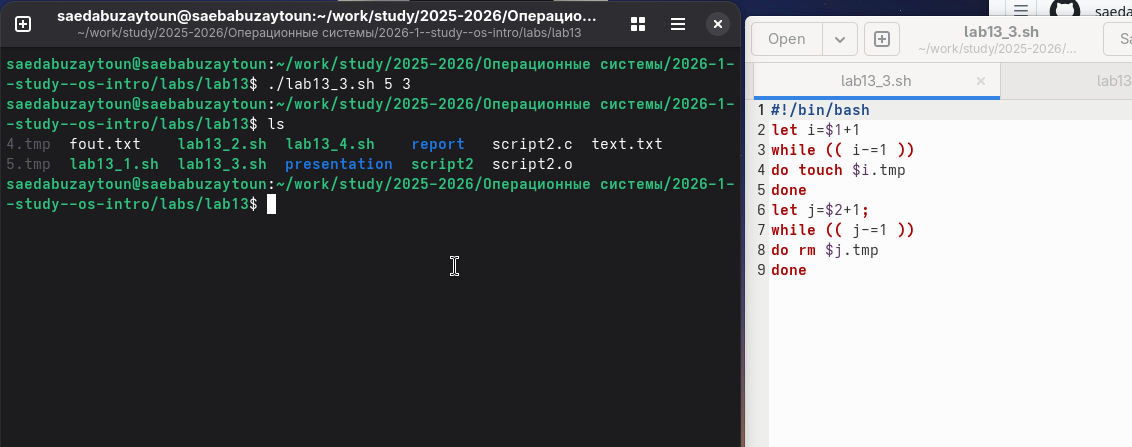 saedabuzaytoun@saebabuzaytoun:~/work/study/2025-2026/Операцио...
~/work/study/2025-2026/Операционные системы/2026-1--study--os-intro/labs/lab13
saedabuzaytoun@saebabuzaytoun:~/work/study/2025-2026/Операционные системы/2026-1-
-study--os-intro/labs/lab13$ ./lab13_3.sh 5 3
saedabuzaytoun@saebabuzaytoun:~/work/study/2025-2026/Операционные системы/2026-1-
-study--os-intro/labs/lab13$ ls
4.tmp fout.txt lab13_2.sh lab13_4.sh report script2.c text.txt
5.tmp lab13_1.sh lab13_3.sh presentation script2 script2.o
saedabuzaytoun@saebabuzaytoun:~/work/study/2025-2026/Операционные системы/2026-1-
-study--os-intro/labs/lab13$
saeda
Open
lab13_3.sh
~/work/study/2025-2026/...
Sa
lab13_3.sh
lab13
1 #!/bin/bash
2 let i=$1+1
3 while (( i-=1 ))
4 do touch $i.tmp
5 done
6 let j=$2+1;
7 while (( j-=1 ))
8 do rm $j.tmp
9 done